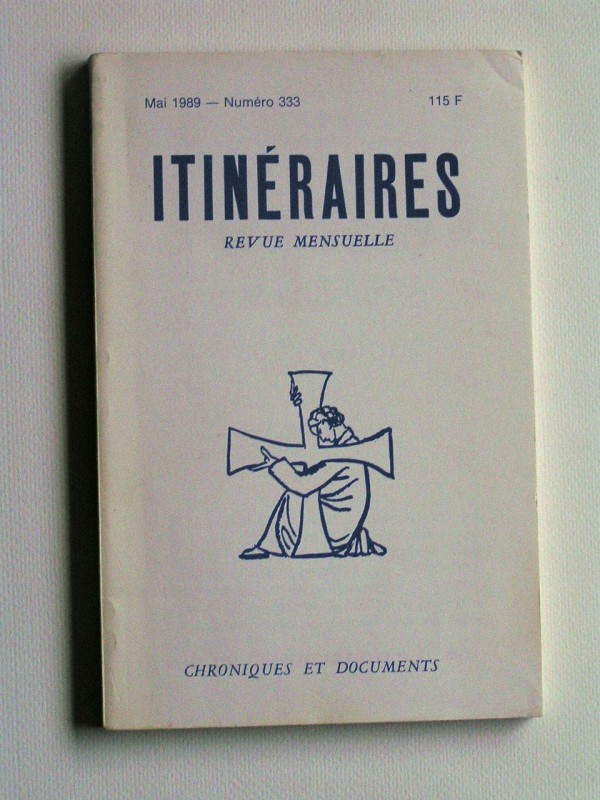 Mai 1989 — Numéro 333 115 F
ITINÉRAIRES
REVUE MENSUELLE
CHRONIQUES ET DOCUMENTS